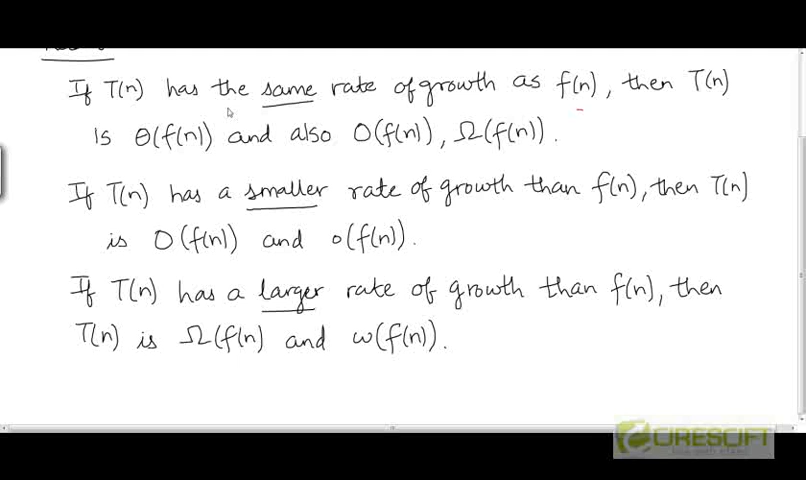 If T(n) has the same rate of growth as f(n), then T(n)
is θ(f(n)) and also O(f(n)), Ω(f(n)).
If T(n) has a smaller rate of growth than f(n), then T(n)
is O(f(n)) and o(f(n)).
If T(n) has a larger rate of growth than f(n), then
T(n) is Ω(f(n) and ω(f(n)).
CIRESOFT